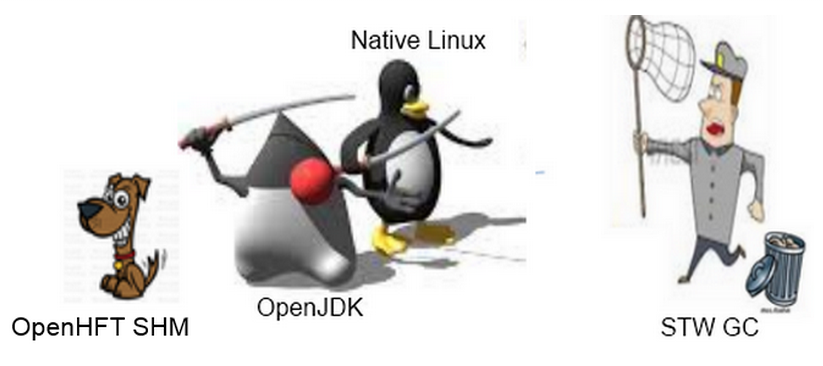 Native Linux
OpenJDK
OpenHFT SHM
STW GC